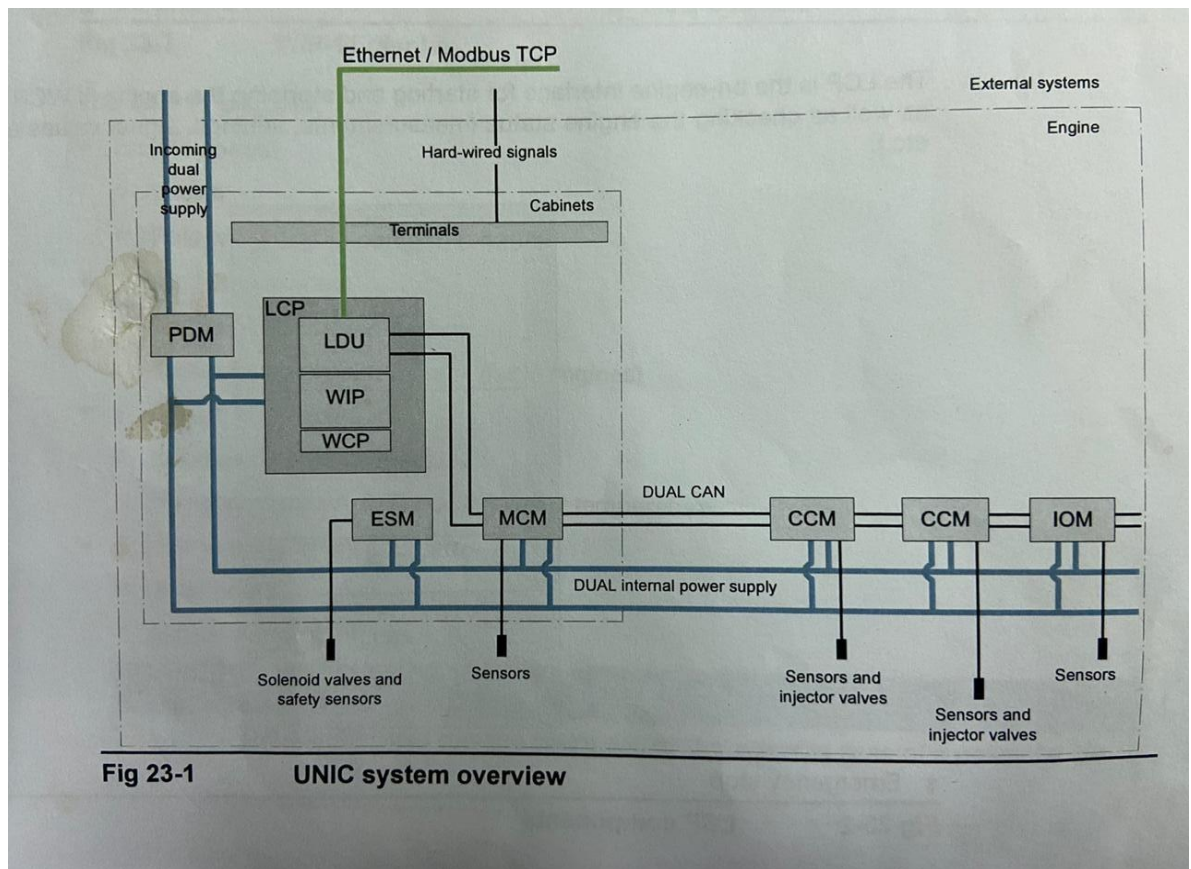 Ethernet / Modbus TCP
External systems
Engine
Incoming
dual
power
supply
Hard-wired signals
Cabinets
Terminals
LCP
PDM
LDU
WIP
WCP
DUAL CAN
ESM
MCM
CCM
CCM
IOM
DUAL internal power supply
Solenoid valves and
safety sensors
Sensors
Sensors and
injector valves
Sensors and
injector valves
Sensors
Fig 23-1 UNIC system overview